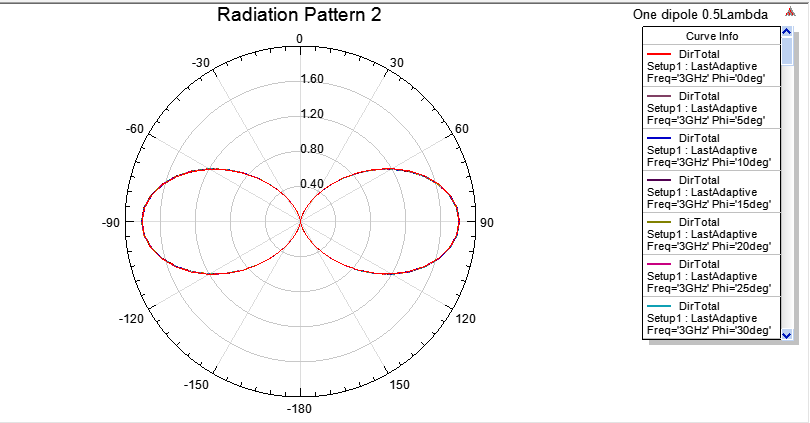 Radiation Pattern 2
One dipole 0.5Lambda
0
-30
30
1.60
-60
60
1.20
0.80
0.40
-90
90
-120
120
-150
150
-180
Curve Info
DirTotal
Setup1 : LastAdaptive
Freq='3GHz' Phi='0deg'
DirTotal
Setup1 : LastAdaptive
Freq='3GHz' Phi='5deg'
DirTotal
Setup1 : LastAdaptive
Freq='3GHz' Phi='10deg'
DirTotal
Setup1 : LastAdaptive
Freq='3GHz' Phi='15deg'
DirTotal
Setup1 : LastAdaptive
Freq='3GHz' Phi='20deg'
DirTotal
Setup1 : LastAdaptive
Freq='3GHz' Phi='25deg'
DirTotal
Setup1 : LastAdaptive
Freq='3GHz' Phi='30deg'